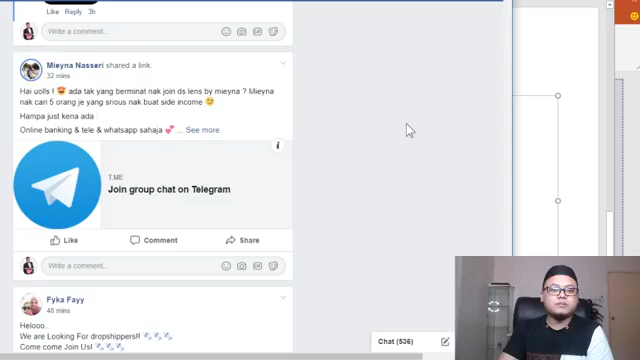 Like Reply 3h
Write a comment...
Mieyna Nasseri shared a link.
32 mins
Hai uolls ! ada tak yang berminat nak join ds lens by mieyna ? Mieyna
nak cari 5 orang je yang srious nak buat side income
Hampa just kena ada :
Online banking & tele & whatsapp sahaja ... See more
T.ME
Join group chat on Telegram
Like Comment Share
Write a comment...
Fyka Fayy
48 mins
Helooo..
We are Looking For dropshippers!!
Come come Join Us!
Chat (536)